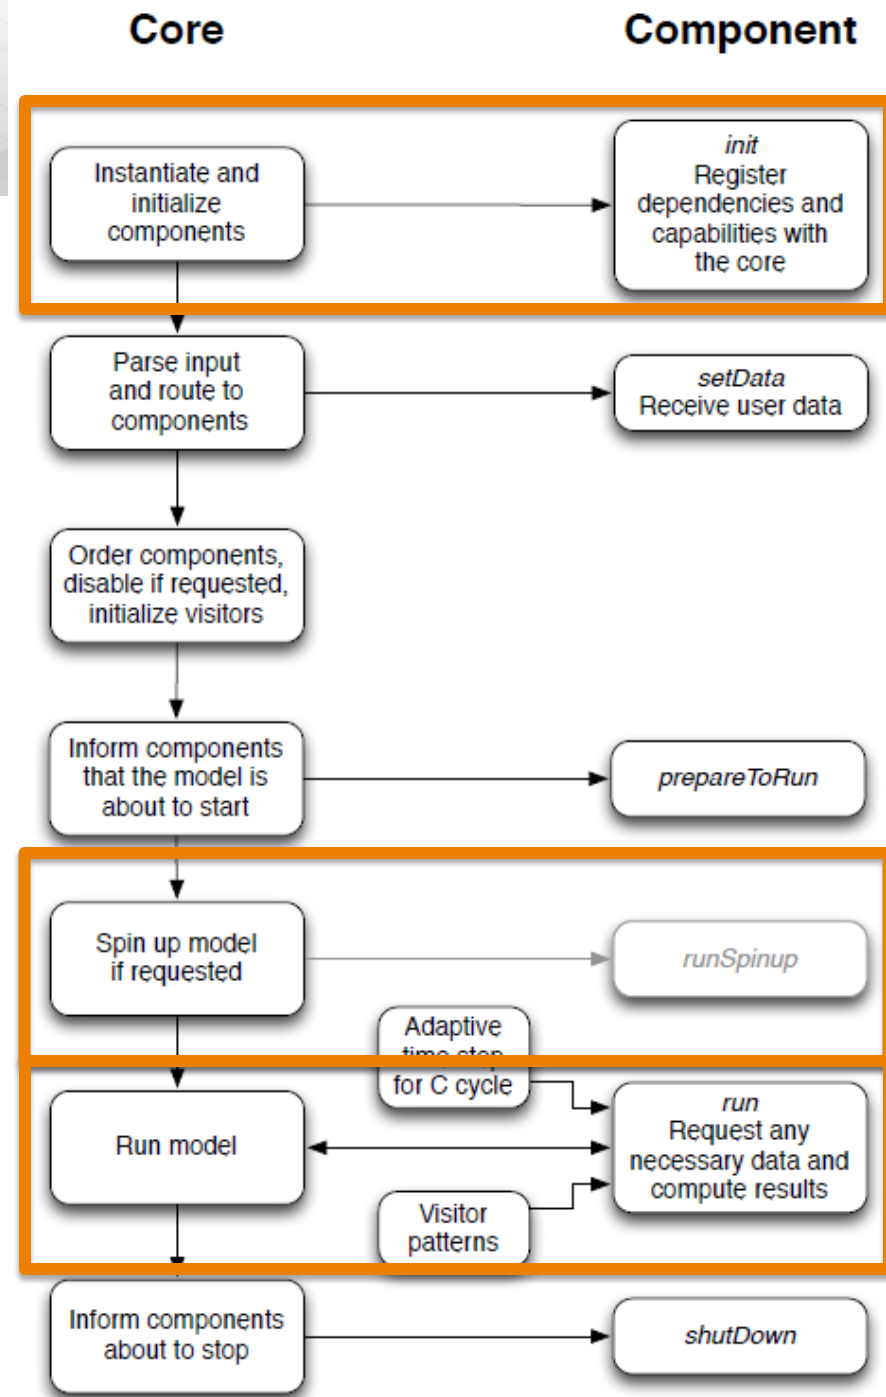 Core
Component
Instantiate and
initialize
components
init
Register
dependencies and
capabilities with
the core
Parse input
and route to
components
setData
Receive user data
Order components,
disable if requested,
initialize visitors
Inform components
that the model is
about to start
prepareToRun
Spin up model
if requested
runSpinup
Adaptive
time step
for C cycle
Run model
run
Request any
necessary data and
compute results
Visitor
patterns
Inform components
about to stop
shutDown